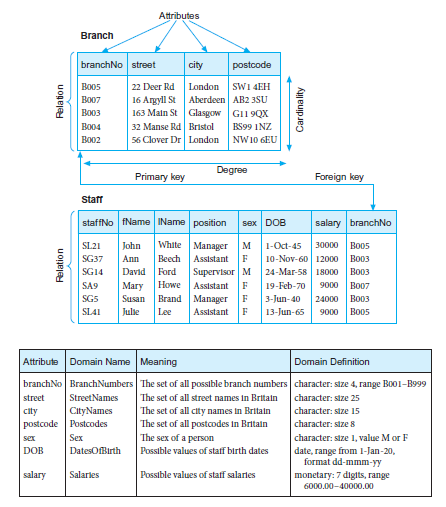 Attributes
Branch
branchNo street city postcode
B005 22 Deer Rd London SW1 4EH
B007 16 Argyll St Aberdeen AB2 3SU
B003 163 Main St Glasgow G11 9QX
B004 32 Manse Rd Bristol BS99 1NZ
B002 56 Clover Dr London NW10 6EU
Relation
Cardinality
Degree
Primary key
Foreign key
Staff
staffNo fName lName position sex DOB salary branchNo
SL21 John White Manager M 1-Oct-45 30000 B005
SG37 Ann Beech Assistant F 10-Nov-60 12000 B003
SG14 David Ford Supervisor M 24-Mar-58 18000 B003
SA9 Mary Howe Assistant F 19-Feb-70 9000 B007
SG5 Susan Brand Manager F 3-Jun-40 24000 B003
SL41 Julie Lee Assistant F 13-Jun-65 9000 B005
Relation
Attribute Domain Name Meaning Domain Definition
branchNo BranchNumbers The set of all possible branch numbers character: size 4, range B001–B999
street StreetNames The set of all street names in Britain character: size 25
city CityNames The set of all city names in Britain character: size 15
postcode Postcodes The set of all postcodes in Britain character: size 8
sex Sex The sex of a person character: size 1, value M or F
DOB DatesOfBirth Possible values of staff birth dates date, range from 1-Jan-20,
format dd-mmm-yy
salary Salaries Possible values of staff salaries monetary: 7 digits, range
6000.00–40000.00